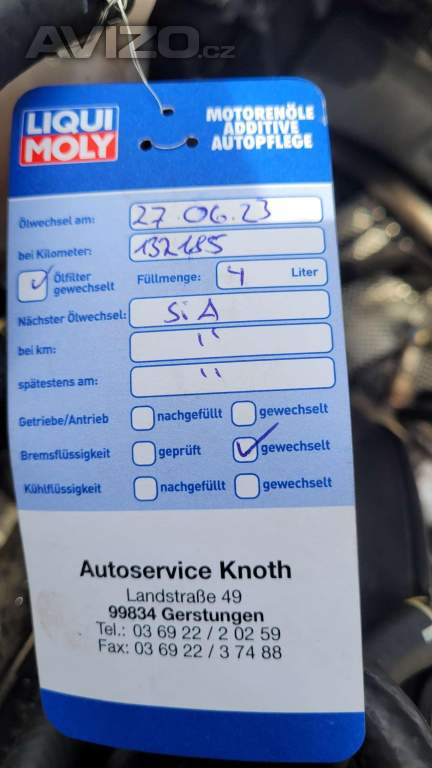 AVIZO.cz
LIQUI
MOLY
MOTORENÖLE
ADDITIVE
AUTOPFLEGE
Ölwechsel am: 27.06.23
bei Kilometer: 132185
Ölfilter gewechselt Füllmenge: 4 Liter
Nächster Ölwechsel: SiA
bei km: "
spätestens am: "
Getriebe/Antrieb nachgefüllt gewechselt
Bremsflüssigkeit geprüft gewechselt
Kühlflüssigkeit nachgefüllt gewechselt
Autoservice Knoth
Landstraße 49
99834 Gerstungen
Tel.: 03 69 22 / 2 02 59
Fax: 03 69 22 / 3 74 88